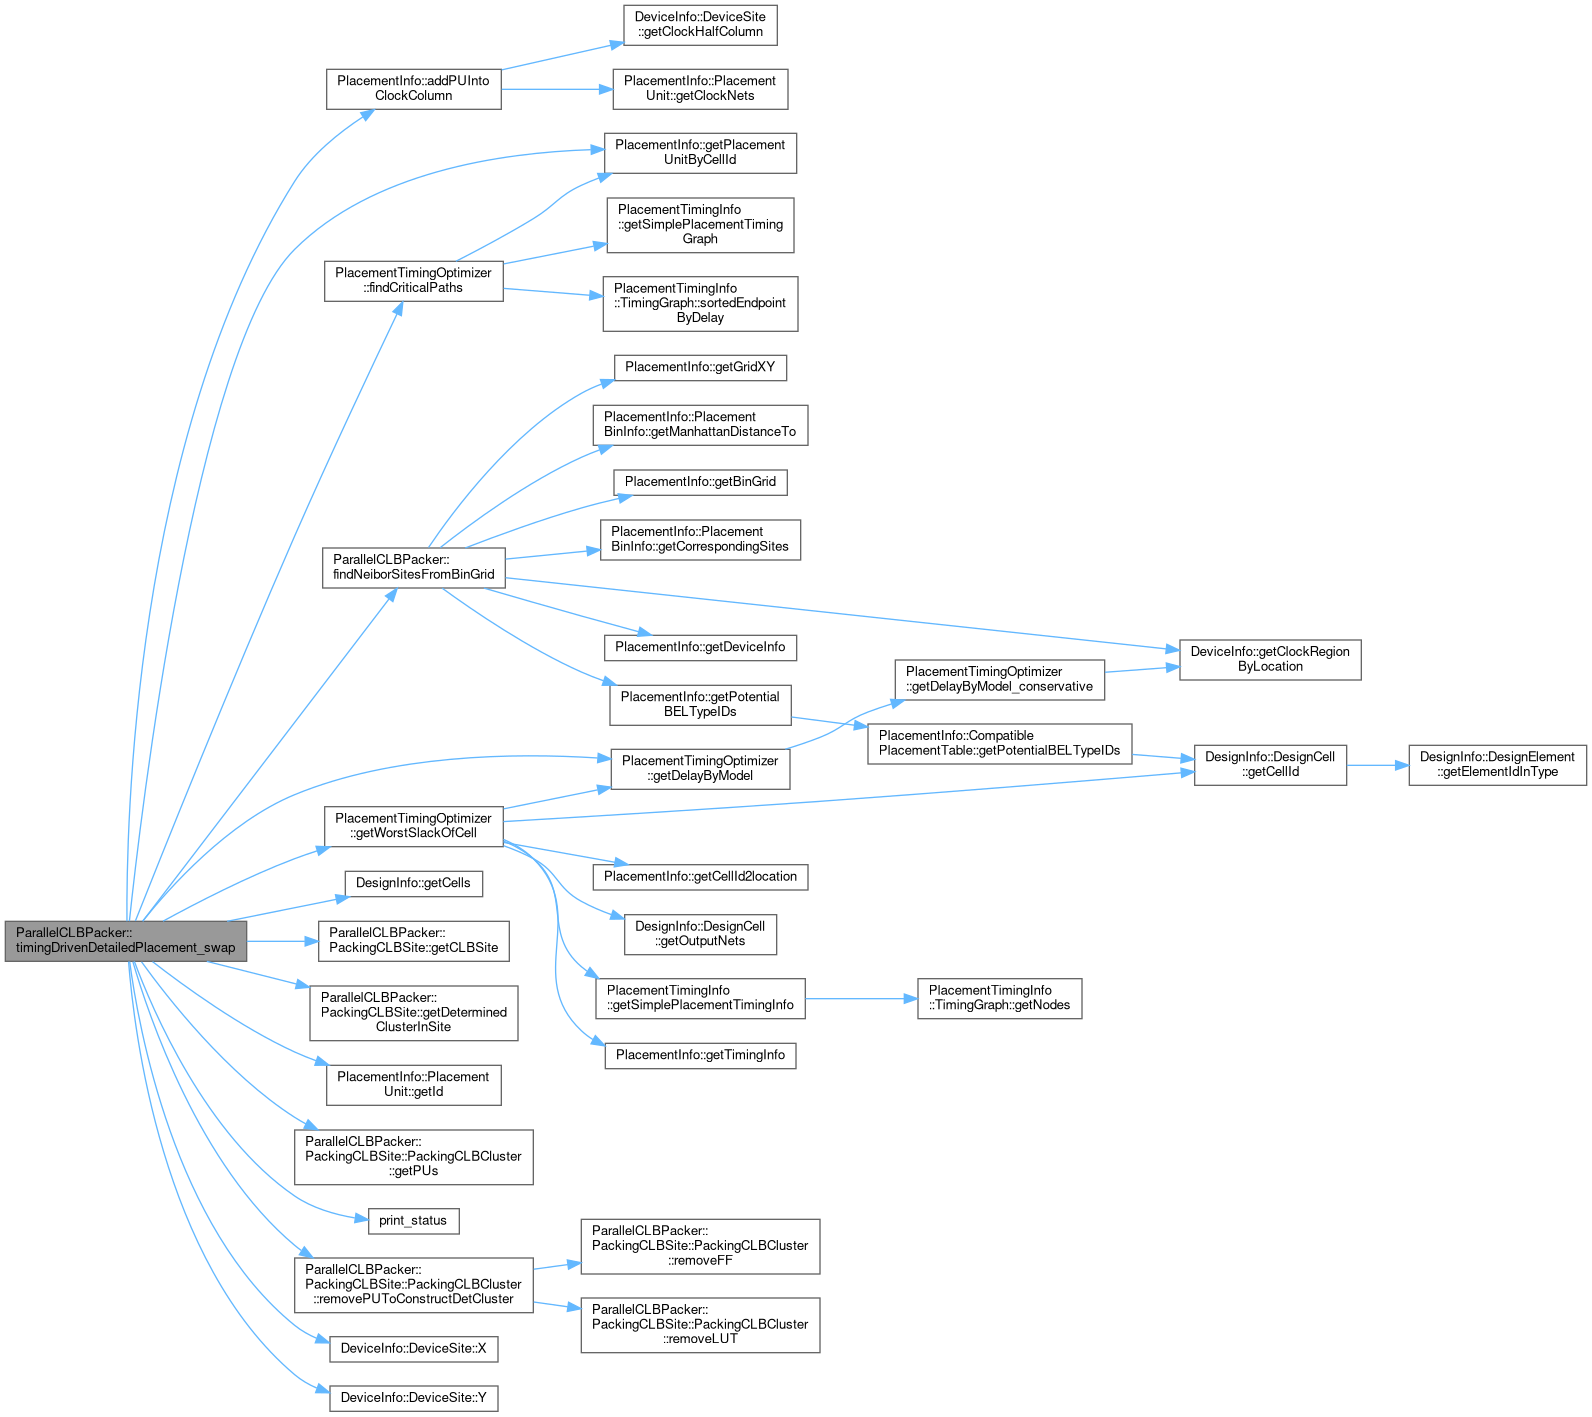 DeviceInfo::DeviceSite
::getClockHalfColumn
PlacementInfo::addPUInto
ClockColumn
PlacementInfo::Placement
Unit::getClockNets
PlacementInfo::getPlacement
UnitByCellId
PlacementTimingInfo
::getSimplePlacementTiming
Graph
PlacementTimingOptimizer
::findCriticalPaths
PlacementTimingInfo
::TimingGraph::sortedEndpoint
ByDelay
PlacementInfo::getGridXY
PlacementInfo::Placement
BinInfo::getManhattanDistanceTo
PlacementInfo::getBinGrid
PlacementInfo::Placement
BinInfo::getCorrespondingSites
ParallelCLBPacker::
findNeiborSitesFromBinGrid
PlacementInfo::getDeviceInfo
DeviceInfo::getClockRegion
ByLocation
PlacementTimingOptimizer
::getDelayByModel_conservative
PlacementInfo::getPotential
BELTypeIDs
PlacementInfo::Compatible
PlacementTable::getPotentialBELTypeIDs
PlacementTimingOptimizer
::getDelayByModel
DesignInfo::DesignCell
::getCellId
DesignInfo::DesignElement
::getElementIdInType
PlacementTimingOptimizer
::getWorstSlackOfCell
PlacementInfo::getCellId2location
DesignInfo::getCells
DesignInfo::DesignCell
::getOutputNets
ParallelCLBPacker::
timingDrivenDetailedPlacement_swap
ParallelCLBPacker::
PackingCLBSite::getCLBSite
PlacementTimingInfo
::getSimplePlacementTimingInfo
PlacementTimingInfo
::TimingGraph::getNodes
ParallelCLBPacker::
PackingCLBSite::getDetermined
ClusterInSite
PlacementInfo::getTimingInfo
PlacementInfo::Placement
Unit::getId
ParallelCLBPacker::
PackingCLBSite::PackingCLBCluster
::getPUs
print_status
ParallelCLBPacker::
PackingCLBSite::PackingCLBCluster
::removeFF
ParallelCLBPacker::
PackingCLBSite::PackingCLBCluster
::removePUToConstructDetCluster
ParallelCLBPacker::
PackingCLBSite::PackingCLBCluster
::removeLUT
DeviceInfo::DeviceSite::X
DeviceInfo::DeviceSite::Y